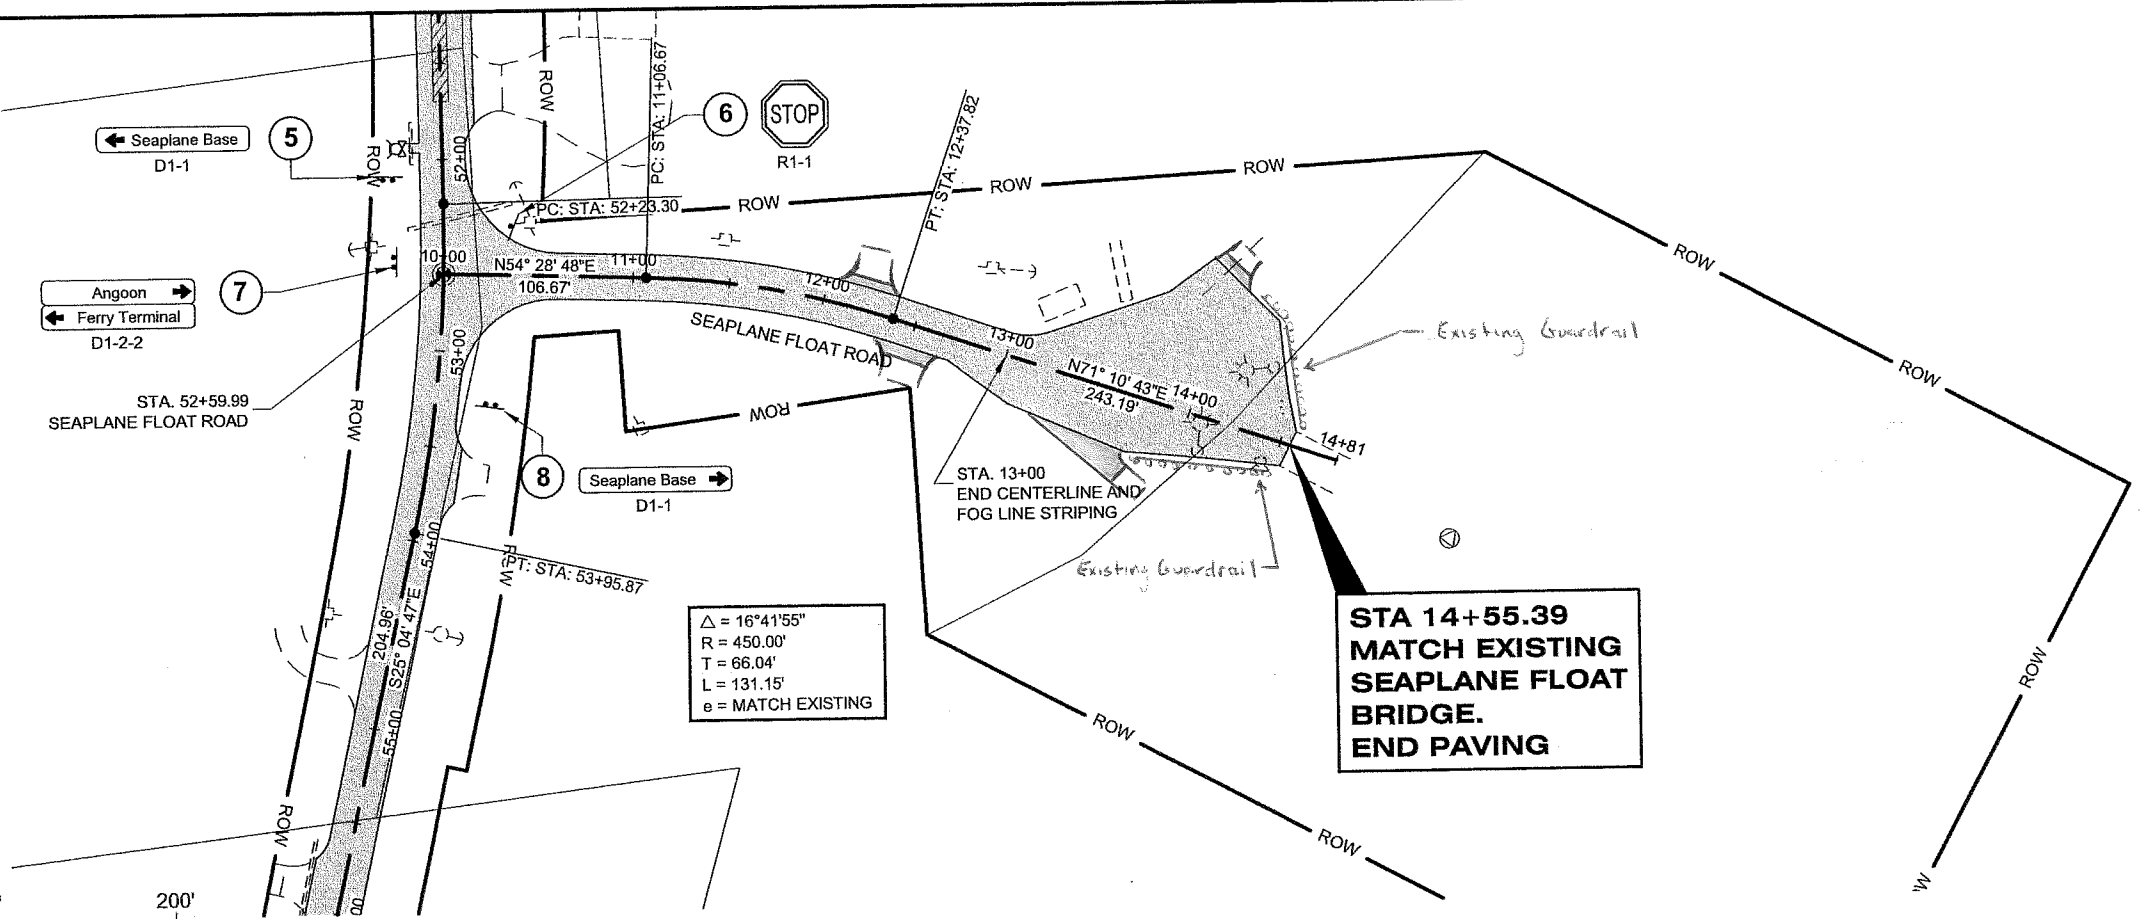 ROW
PC: STA: 11+06.67
6
STOP
R1-1
5
Seaplane Base
D1-1
ROW
52+00
PT: STA: 12+37.82
ROW
ROW
ROW
PC: STA: 52+23.30
ROW
10+00
N54° 28' 48"E
106.67'
11+00
12+00
7
Angoon
Ferry Terminal
D1-2-2
SEAPLANE FLOAT ROAD
13+00
Existing Guardrail
53+00
N71° 10' 43"E
243.19'
14+00
ROW
STA. 52+59.99
SEAPLANE FLOAT ROAD
ROW
ROW
14+81
8
Seaplane Base
D1-1
STA. 13+00
END CENTERLINE AND
FOG LINE STRIPING
54+00
ROW
PT: STA: 53+95.87
Existing Guardrail
204.96'
S25° 04' 47"E
△ = 16°41'55"
R = 450.00'
T = 66.04'
L = 131.15'
e = MATCH EXISTING
STA 14+55.39
MATCH EXISTING
SEAPLANE FLOAT
BRIDGE.
END PAVING
ROW
55+00
ROW
ROW
ROW
200'